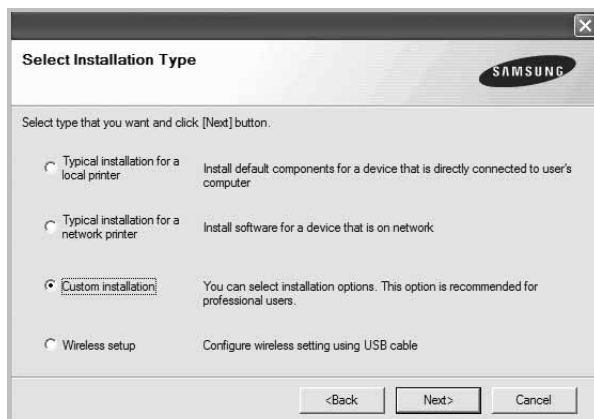 Select Installation Type
SAMSUNG
Select type that you want and click [Next] button.
Typical installation for a
local printer
Install default components for a device that is directly connected to user's
computer
Typical installation for a
network printer
Install software for a device that is on network
Custom installation
You can select installation options. This option is recommended for
professional users.
Wireless setup
Configure wireless setting using USB cable
<Back
Next>
Cancel